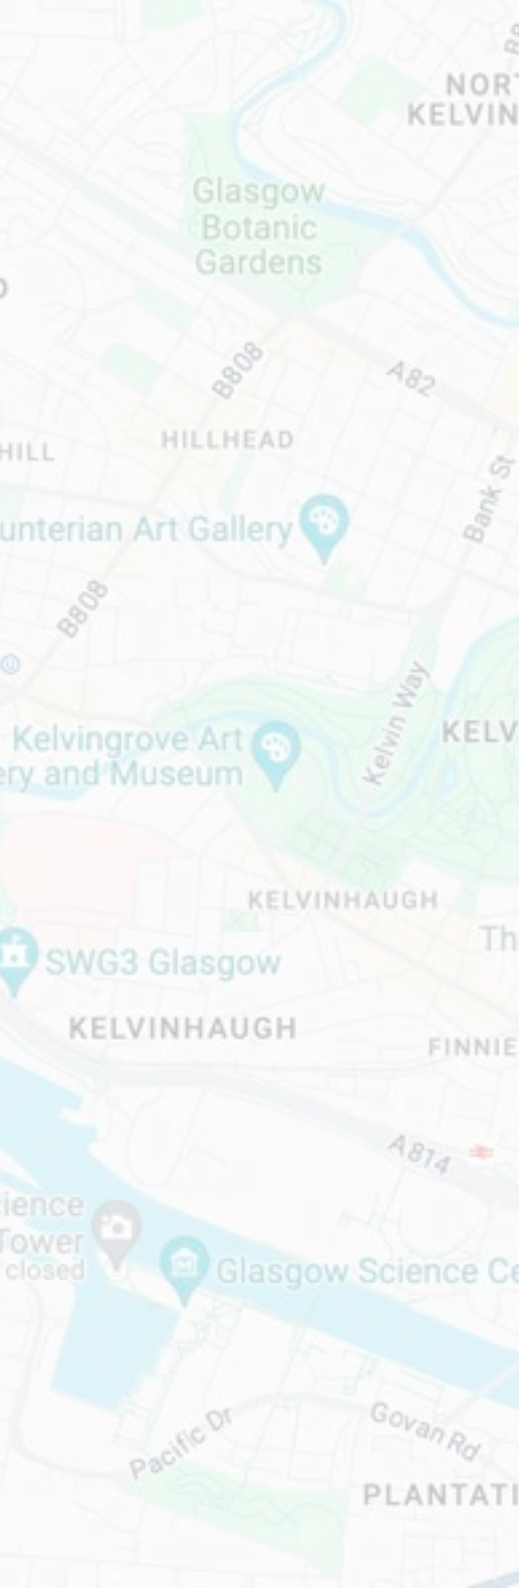 NORT
KELVIN
Glasgow
Botanic
Gardens
B808
A82
HILLHEAD
HILL
Bank St
unterian Art Gallery
B808
Kelvin Way
KELV
Kelvingrove Art
ery and Museum
KELVINHAUGH
Th
SWG3 Glasgow
KELVINHAUGH
FINNIE
A814
ience
Tower
closed
Glasgow Science Ce
Pacific Dr
Govan Rd
PLANTATI